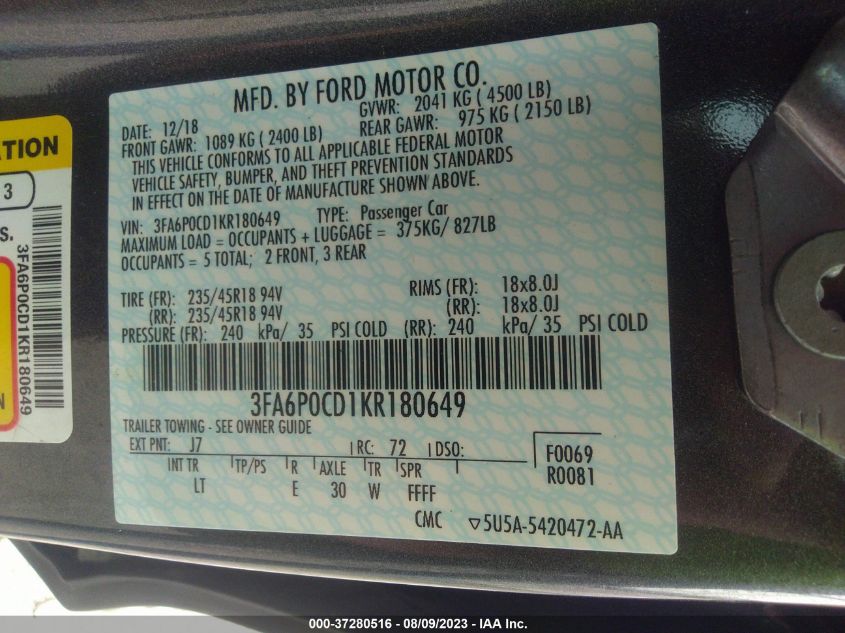 MFD. BY FORD MOTOR CO.
DATE: 12/18
GVWR: 2041 KG ( 4500 LB)
FRONT GAWR: 1089 KG ( 2400 LB)
REAR GAWR: 975 KG ( 2150 LB)
THIS VEHICLE CONFORMS TO ALL APPLICABLE FEDERAL MOTOR
VEHICLE SAFETY, BUMPER, AND THEFT PREVENTION STANDARDS
IN EFFECT ON THE DATE OF MANUFACTURE SHOWN ABOVE.
VIN: 3FA6P0CD1KR180649 TYPE: Passenger Car
MAXIMUM LOAD = OCCUPANTS + LUGGAGE = 375KG/ 827LB
OCCUPANTS = 5 TOTAL; 2 FRONT, 3 REAR
TIRE (FR): 235/45R18 94V RIMS (FR): 18x8.0J
(RR): 235/45R18 94V (RR): 18x8.0J
PRESSURE (FR): 240 kPa/ 35 PSI COLD (RR): 240 kPa/ 35 PSI COLD
3FA6P0CD1KR180649
TRAILER TOWING - SEE OWNER GUIDE
EXT PNT: J7 RC: 72 DSO:
INT TR TP/PS R AXLE TR SPR
LT E 30 W FFFF
F0069
R0081
CMC ▽5U5A-5420472-AA
ATION
3
S.
3FA6P0CD1KR180649
N
000-37280516 - 08/09/2023 - IAA Inc.